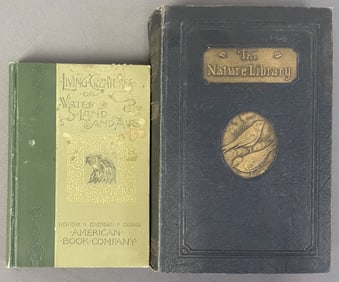 LIVING CREATURES
OF
WATER
LAND
AND AIR
AMERICAN
BOOK COMPANY
The
Nature Library